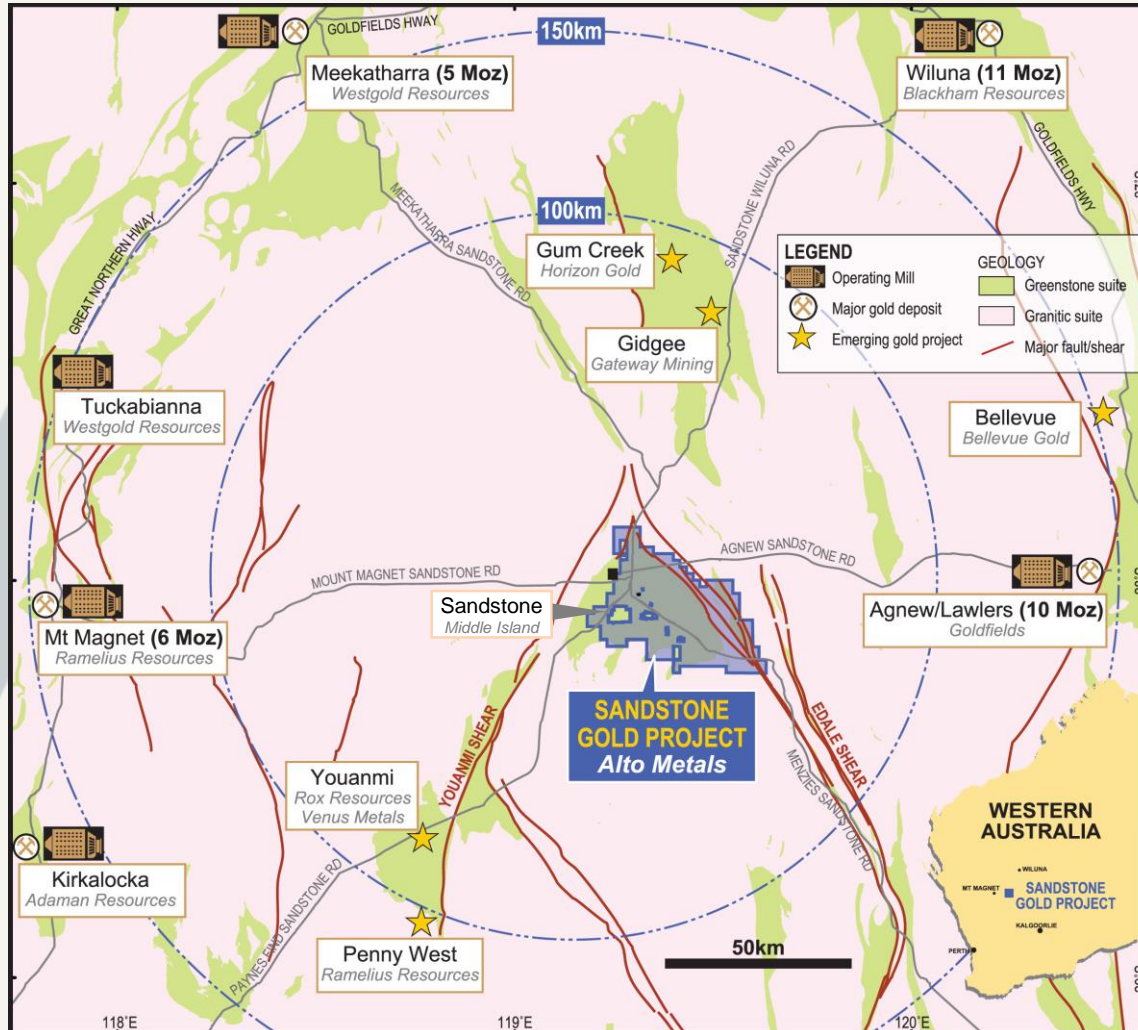 GOLDFIELDS HWY
150km
Meekatharra (5 Moz)
Westgold Resources
Wiluna (11 Moz)
Blackham Resources
GREAT NORTHERN HWY
MEEKATHARRA SANDSTONE RD
SANDSTONE WILUNA RD
GOLDFIELDS HWY
100km
Gum Creek
Horizon Gold
Gidgee
Gateway Mining
LEGEND
Operating Mill
Major gold deposit
Emerging gold project
GEOLOGY
Greenstone suite
Granitic suite
Major fault/shear
Tuckabianna
Westgold Resources
Bellevue
Bellevue Gold
MOUNT MAGNET SANDSTONE RD
AGNEW SANDSTONE RD
Sandstone
Middle Island
Mt Magnet (6 Moz)
Ramelius Resources
Agnew/Lawlers (10 Moz)
Goldfields
SANDSTONE
GOLD PROJECT
Alto Metals
YOUANMI SHEAR
EDALE SHEAR
MENZIES SANDSTONE RD
Youanmi
Rox Resources
Venus Metals
Kirkalocka
Adaman Resources
PAYNES FIND SANDSTONE RD
Penny West
Ramelius Resources
50km
WESTERN
AUSTRALIA
WILUNA
MT MAGNET
SANDSTONE
GOLD PROJECT
KALGOORLIE
PERTH
118°E
119°E
120°E